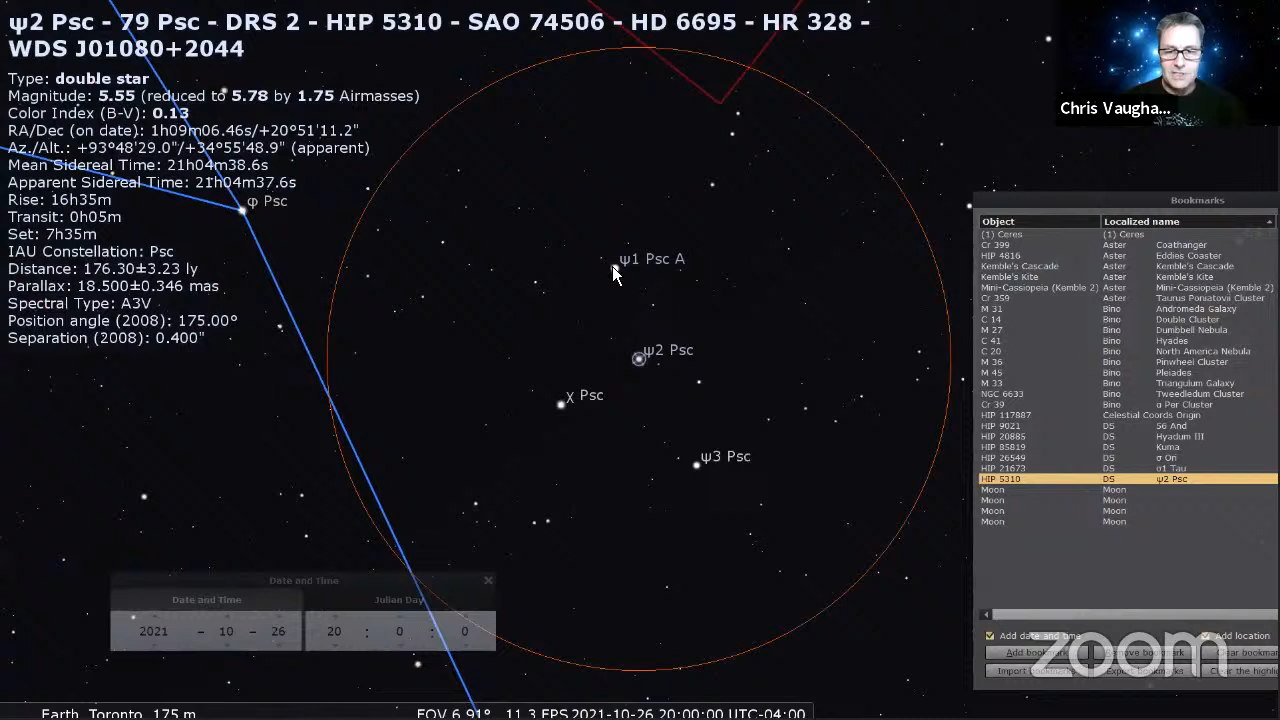 ψ2 Psc - 79 Psc - DRS 2 - HIP 5310 - SAO 74506 - HD 6695 - HR 328 -
WDS J01080+2044
Type: double star
Magnitude: 5.55 (reduced to 5.78 by 1.75 Airmasses)
Color Index (B-V): 0.13
RA/Dec (on date): 1h09m06.46s/+20°51'11.2"
Az./Alt.: +93°48'29.0"/+34°55'48.9" (apparent)
Mean Sidereal Time: 21h04m38.6s
Apparent Sidereal Time: 21h04m37.6s
Rise: 16h35m
Transit: 0h05m
Set: 7h35m
IAU Constellation: Psc
Distance: 176.30±3.23 ly
Parallax: 18.500±0.346 mas
Spectral Type: A3V
Position angle (2008): 175.00°
Separation (2008): 0.400"
φ Psc
ψ1 Psc A
ψ2 Psc
χ Psc
ψ3 Psc
Chris Vaugha...
Bookmarks
Object Localized name
(1) Ceres (1) Ceres
Cr 399 Aster Coathanger
HIP 4816 Aster Eddies Coaster
Kemble's Cascade Aster Kemble's Cascade
Kemble's Kite Aster Kemble's Kite
Mini-Cassiopeia (Kemble 2) Aster Mini-Cassiopeia (Kemble 2)
Cr 359 Aster Taurus Poniatovii Cluster
M 31 Bino Andromeda Galaxy
C 14 Bino Double Cluster
M 27 Bino Dumbbell Nebula
C 41 Bino Hyades
C 20 Bino North America Nebula
M 36 Bino Pinwheel Cluster
M 45 Bino Pleiades
M 33 Bino Triangulum Galaxy
NGC 6633 Bino Tweedledum Cluster
Cr 39 Bino α Per Cluster
HIP 117887 Celestial Coords Origin
HIP 9021 DS 56 And
HIP 20885 DS Hyadum III
HIP 85819 DS Kuma
HIP 26549 DS σ Ori
HIP 21673 DS σ1 Tau
HIP 5310 DS ψ2 Psc
Moon Moon
Moon Moon
Moon Moon
Moon Moon
Add date and time Add location
Add bookmark Remove bookmark Clear bookmar
Import bookmarks Export bookmarks Clear the highli
zoom
Date and Time
Date and Time Julian Day
2021 - 10 - 26 20 : 0 : 0
Earth, Toronto, 175 m FOV 6.91° 11.3 FPS 2021-10-26 20:00:00 UTC-04:00